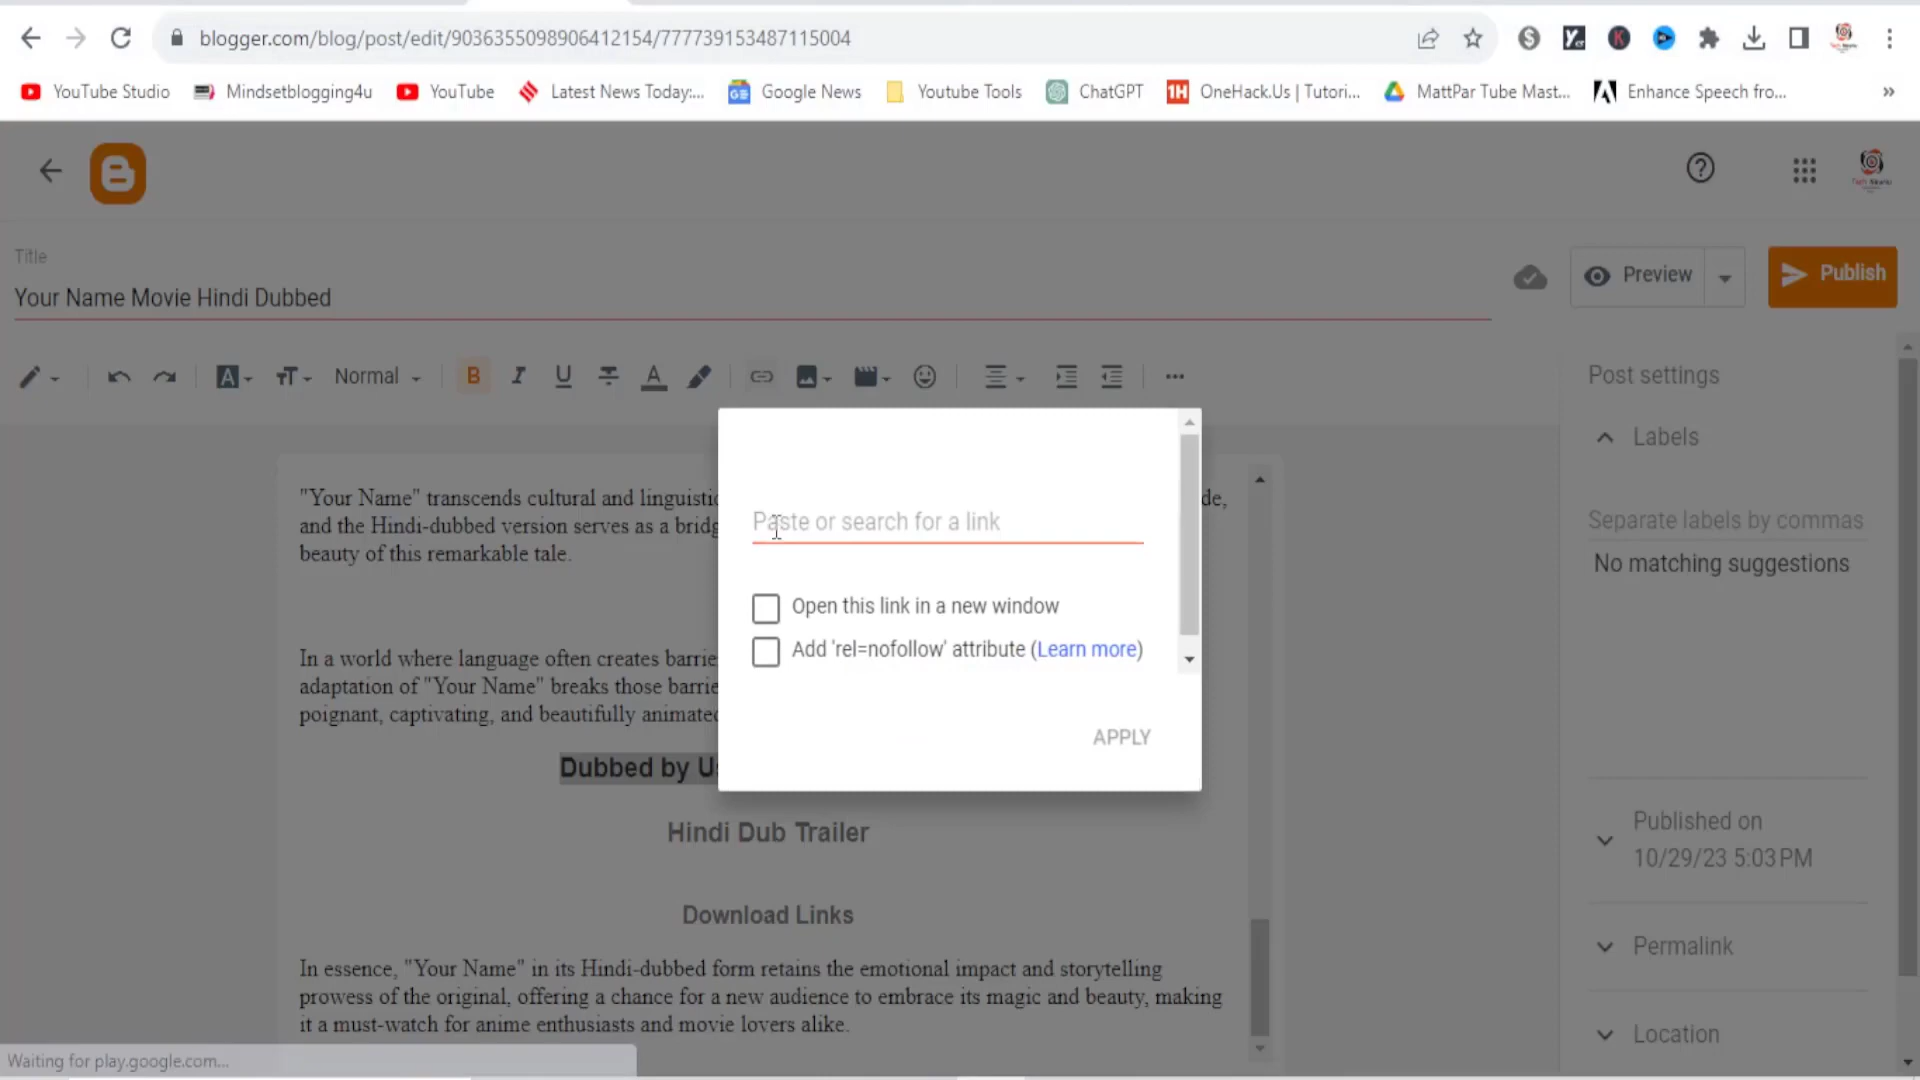 blogger.com/blog/post/edit/9036355098906412154/777739153487115004
YouTube Studio
Mindsetblogging4u
YouTube
Latest News Today:...
Google News
Youtube Tools
ChatGPT
1H OneHack.Us | Tutori...
MattPar Tube Mast...
Enhance Speech fro...
»
Title
Your Name Movie Hindi Dubbed
Preview
Publish
Normal
B
Post settings
Labels
Separate labels by commas
No matching suggestions
Published on
10/29/23 5:03 PM
Permalink
Location
"Your Name" transcends cultural and linguistic
de,
and the Hindi-dubbed version serves as a bridg
beauty of this remarkable tale.
In a world where language often creates barrie
adaptation of "Your Name" breaks those barrie
poignant, captivating, and beautifully animated
Dubbed by U
Paste or search for a link
Open this link in a new window
Add 'rel=nofollow' attribute (Learn more)
APPLY
Hindi Dub Trailer
Download Links
In essence, "Your Name" in its Hindi-dubbed form retains the emotional impact and storytelling
prowess of the original, offering a chance for a new audience to embrace its magic and beauty, making
it a must-watch for anime enthusiasts and movie lovers alike.
Waiting for play.google.com...